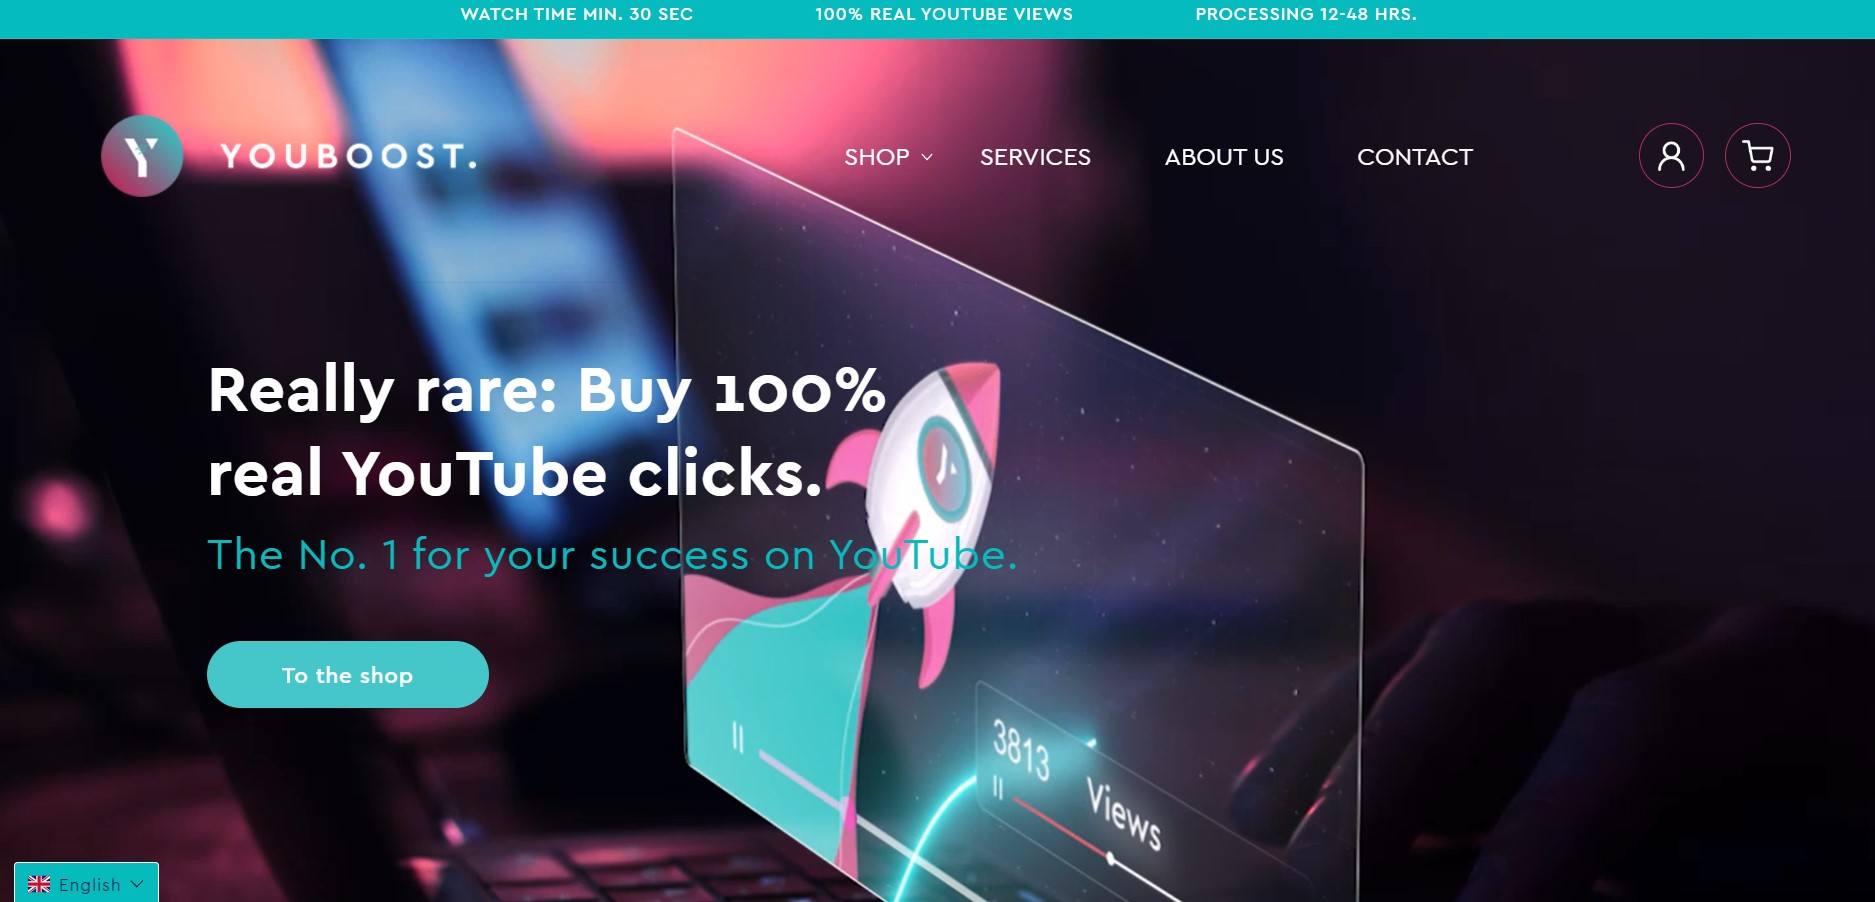 WATCH TIME MIN. 30 SEC
100% REAL YOUTUBE VIEWS
PROCESSING 12-48 HRS.
Y YOUBOOST.
SHOP
SERVICES
ABOUT US
CONTACT
Really rare: Buy 100%
real YouTube clicks.
The No. 1 for your success on YouTube.
To the shop
3813
Views
English